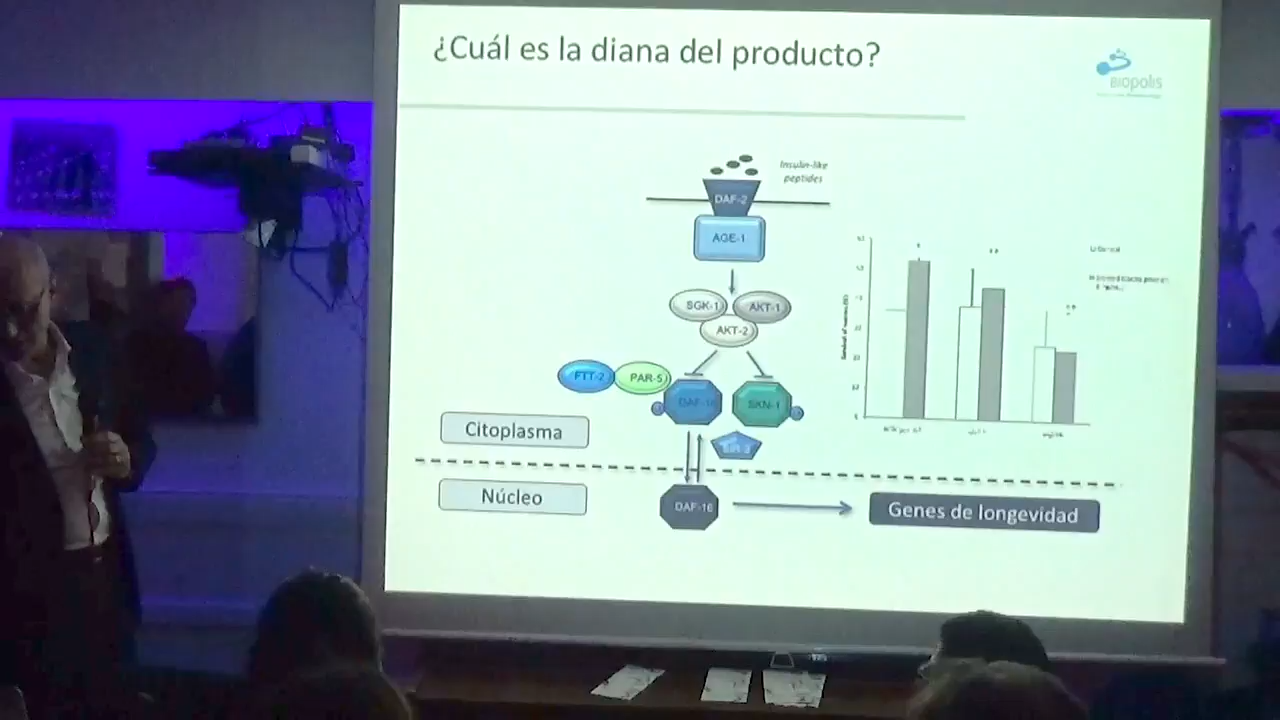 ¿Cuál es la diana del producto?
BIOPOLIS
Insulin-like
peptides
DAF-2
AGE-1
SGK-1
AKT-1
AKT-2
FTT-2
PAR-5
DAF-16
SKN-1
Citoplasma
Núcleo
DAF-16
Genes de longevidad